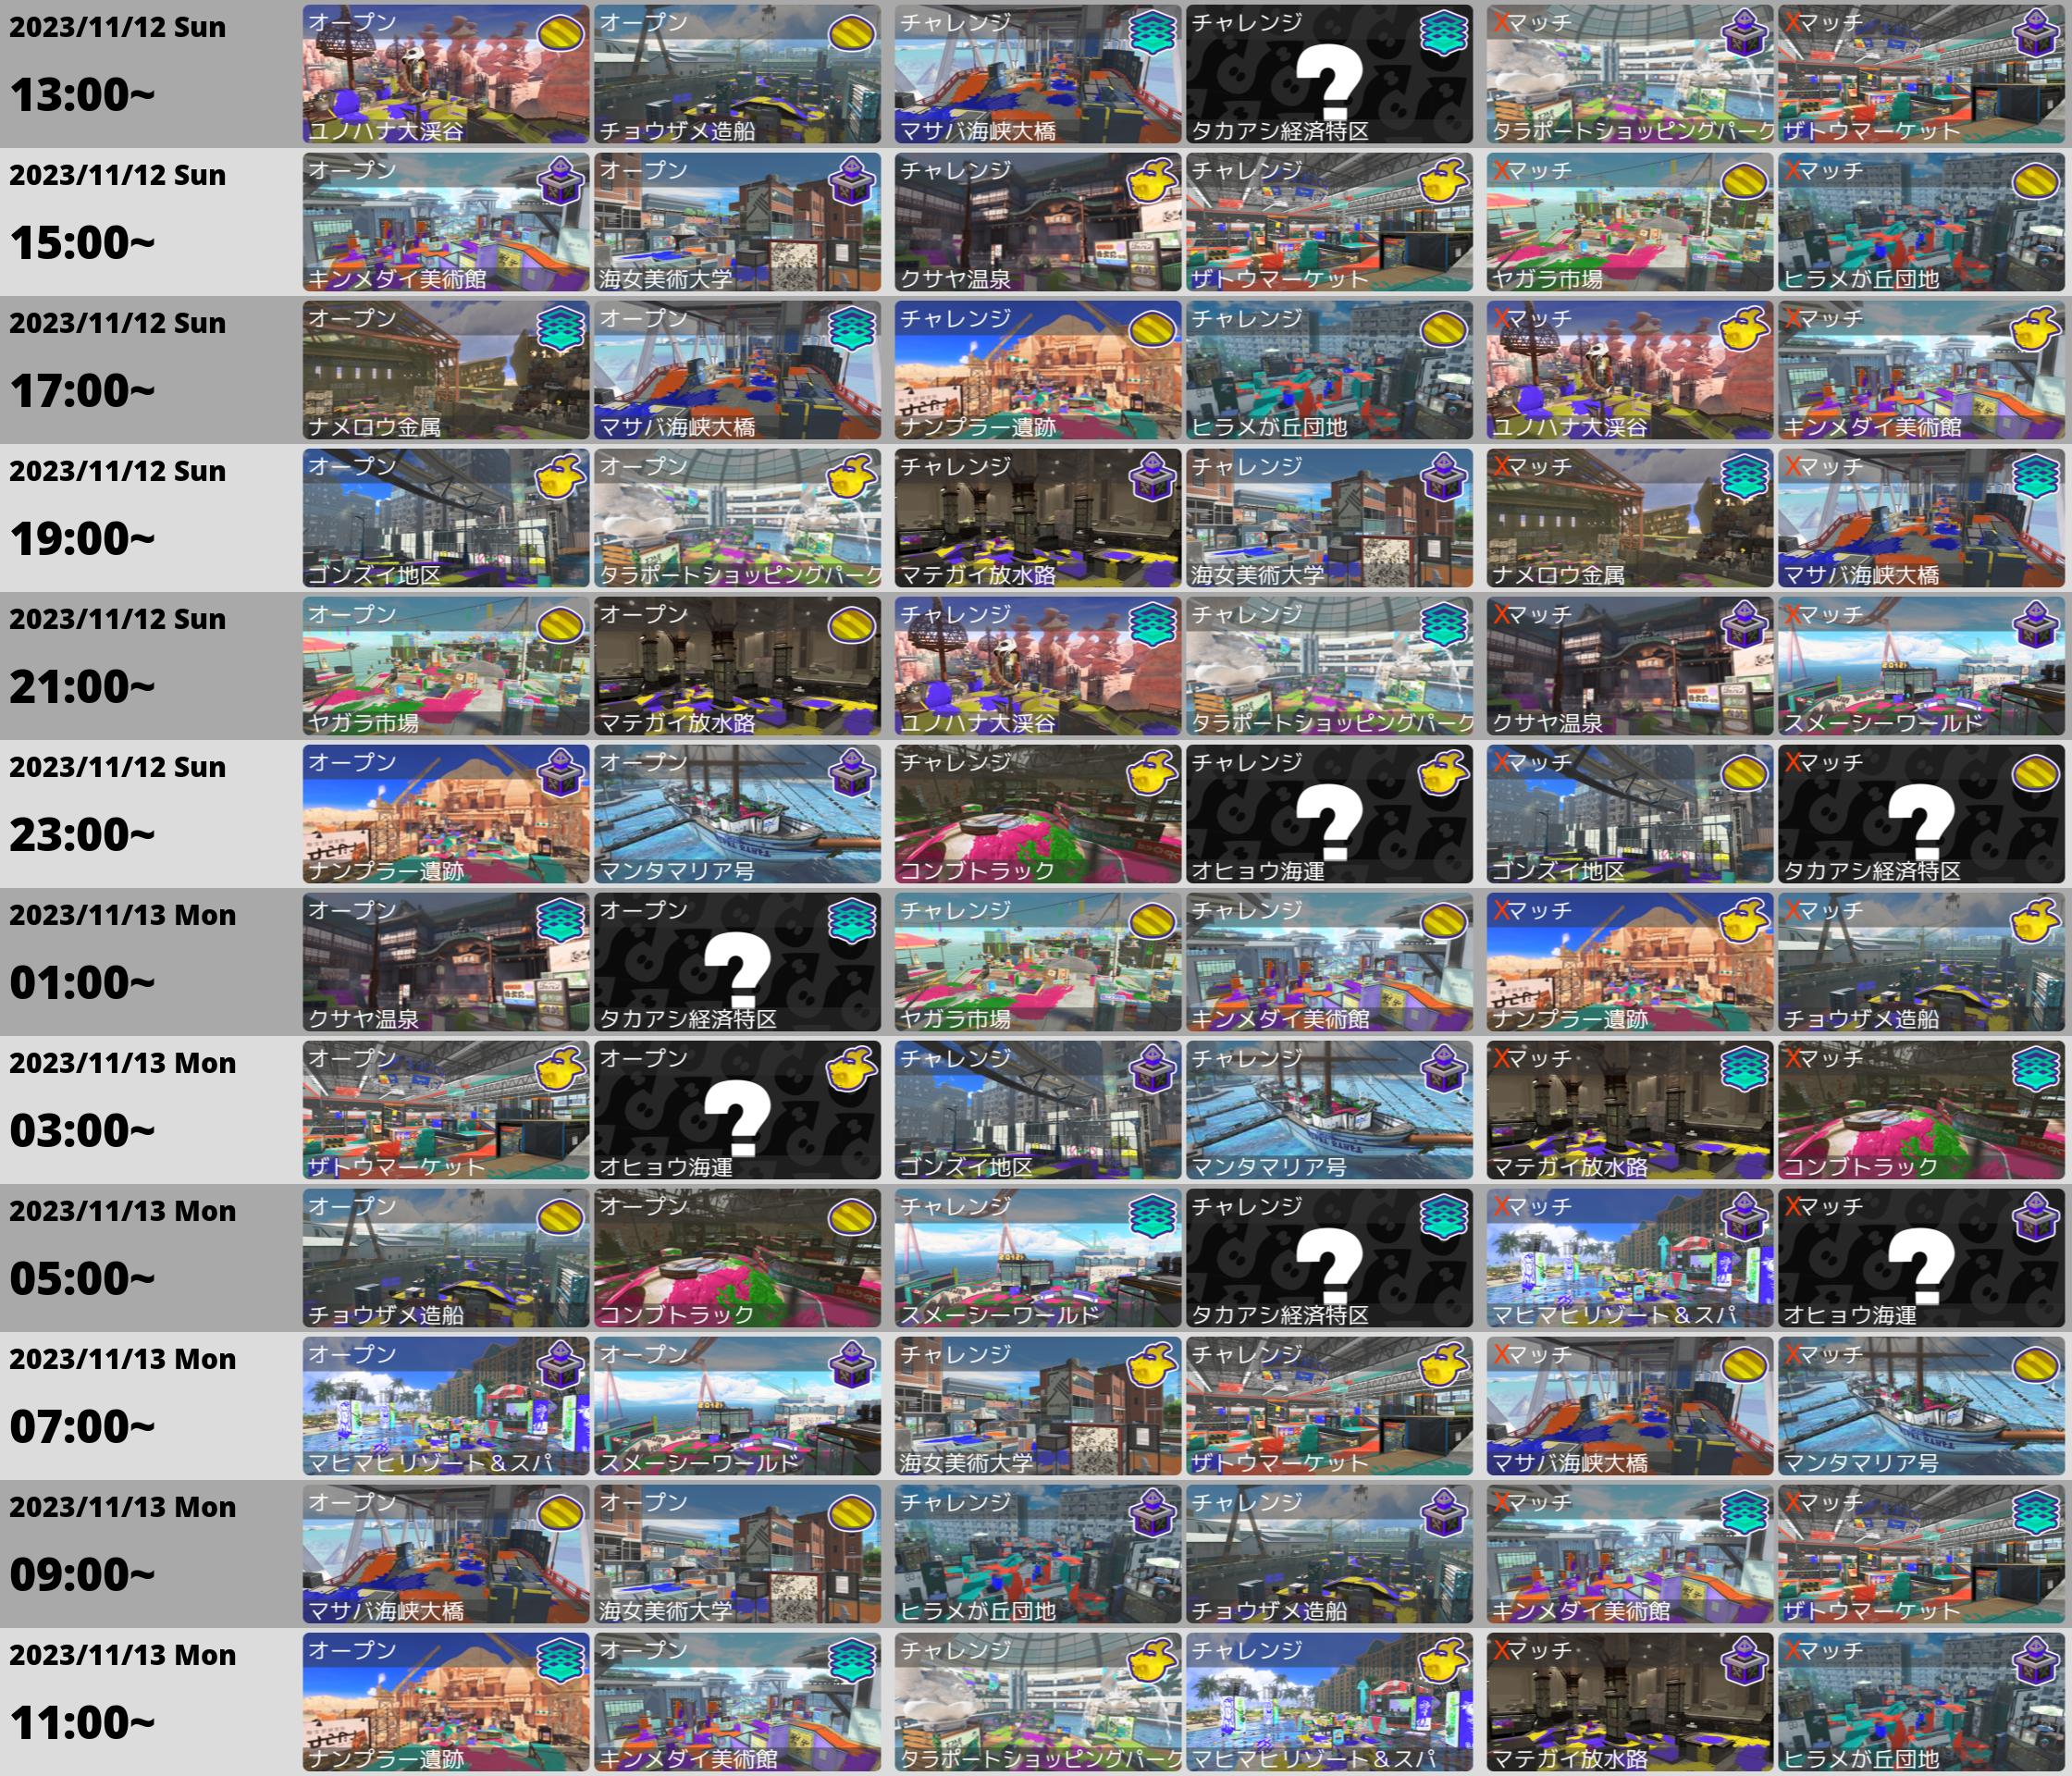 2023/11/12 Sun
13:00~
オープン
ユノハナ大渓谷
オープン
チョウザメ造船
チャレンジ
マサバ海峡大橋
チャレンジ
?
タカアシ経済特区
Xマッチ
タラポートショッピングパーク
Xマッチ
ザトウマーケット
2023/11/12 Sun
15:00~
オープン
キンメダイ美術館
オープン
海女美術大学
チャレンジ
クサヤ温泉
チャレンジ
ザトウマーケット
Xマッチ
ヤガラ市場
Xマッチ
ヒラメが丘団地
2023/11/12 Sun
17:00~
オープン
ナメロウ金属
オープン
マサバ海峡大橋
チャレンジ
ナンプラー遺跡
チャレンジ
ヒラメが丘団地
Xマッチ
ユノハナ大渓谷
Xマッチ
キンメダイ美術館
2023/11/12 Sun
19:00~
オープン
ゴンズイ地区
オープン
タラポートショッピングパーク
チャレンジ
マテガイ放水路
チャレンジ
海女美術大学
Xマッチ
ナメロウ金属
Xマッチ
マサバ海峡大橋
2023/11/12 Sun
21:00~
オープン
ヤガラ市場
オープン
マテガイ放水路
チャレンジ
ユノハナ大渓谷
チャレンジ
タラポートショッピングパーク
Xマッチ
クサヤ温泉
Xマッチ
スメーシーワールド
2023/11/12 Sun
23:00~
オープン
ナンプラー遺跡
オープン
マンタマリア号
チャレンジ
コンブトラック
チャレンジ
?
オヒョウ海運
Xマッチ
ゴンズイ地区
Xマッチ
?
タカアシ経済特区
2023/11/13 Mon
01:00~
オープン
クサヤ温泉
オープン
?
タカアシ経済特区
チャレンジ
ヤガラ市場
チャレンジ
キンメダイ美術館
Xマッチ
ナンプラー遺跡
Xマッチ
チョウザメ造船
2023/11/13 Mon
03:00~
オープン
ザトウマーケット
オープン
?
オヒョウ海運
チャレンジ
ゴンズイ地区
チャレンジ
マンタマリア号
Xマッチ
マテガイ放水路
Xマッチ
コンブトラック
2023/11/13 Mon
05:00~
オープン
チョウザメ造船
オープン
コンブトラック
チャレンジ
スメーシーワールド
チャレンジ
?
タカアシ経済特区
Xマッチ
マヒマヒリゾート＆スパ
Xマッチ
?
オヒョウ海運
2023/11/13 Mon
07:00~
オープン
マヒマヒリゾート＆スパ
オープン
スメーシーワールド
チャレンジ
海女美術大学
チャレンジ
ザトウマーケット
Xマッチ
マサバ海峡大橋
Xマッチ
マンタマリア号
2023/11/13 Mon
09:00~
オープン
マサバ海峡大橋
オープン
海女美術大学
チャレンジ
ヒラメが丘団地
チャレンジ
チョウザメ造船
Xマッチ
キンメダイ美術館
Xマッチ
ザトウマーケット
2023/11/13 Mon
11:00~
オープン
ナンプラー遺跡
オープン
キンメダイ美術館
チャレンジ
タラポートショッピングパーク
チャレンジ
マヒマヒリゾート＆スパ
Xマッチ
マテガイ放水路
Xマッチ
ヒラメが丘団地